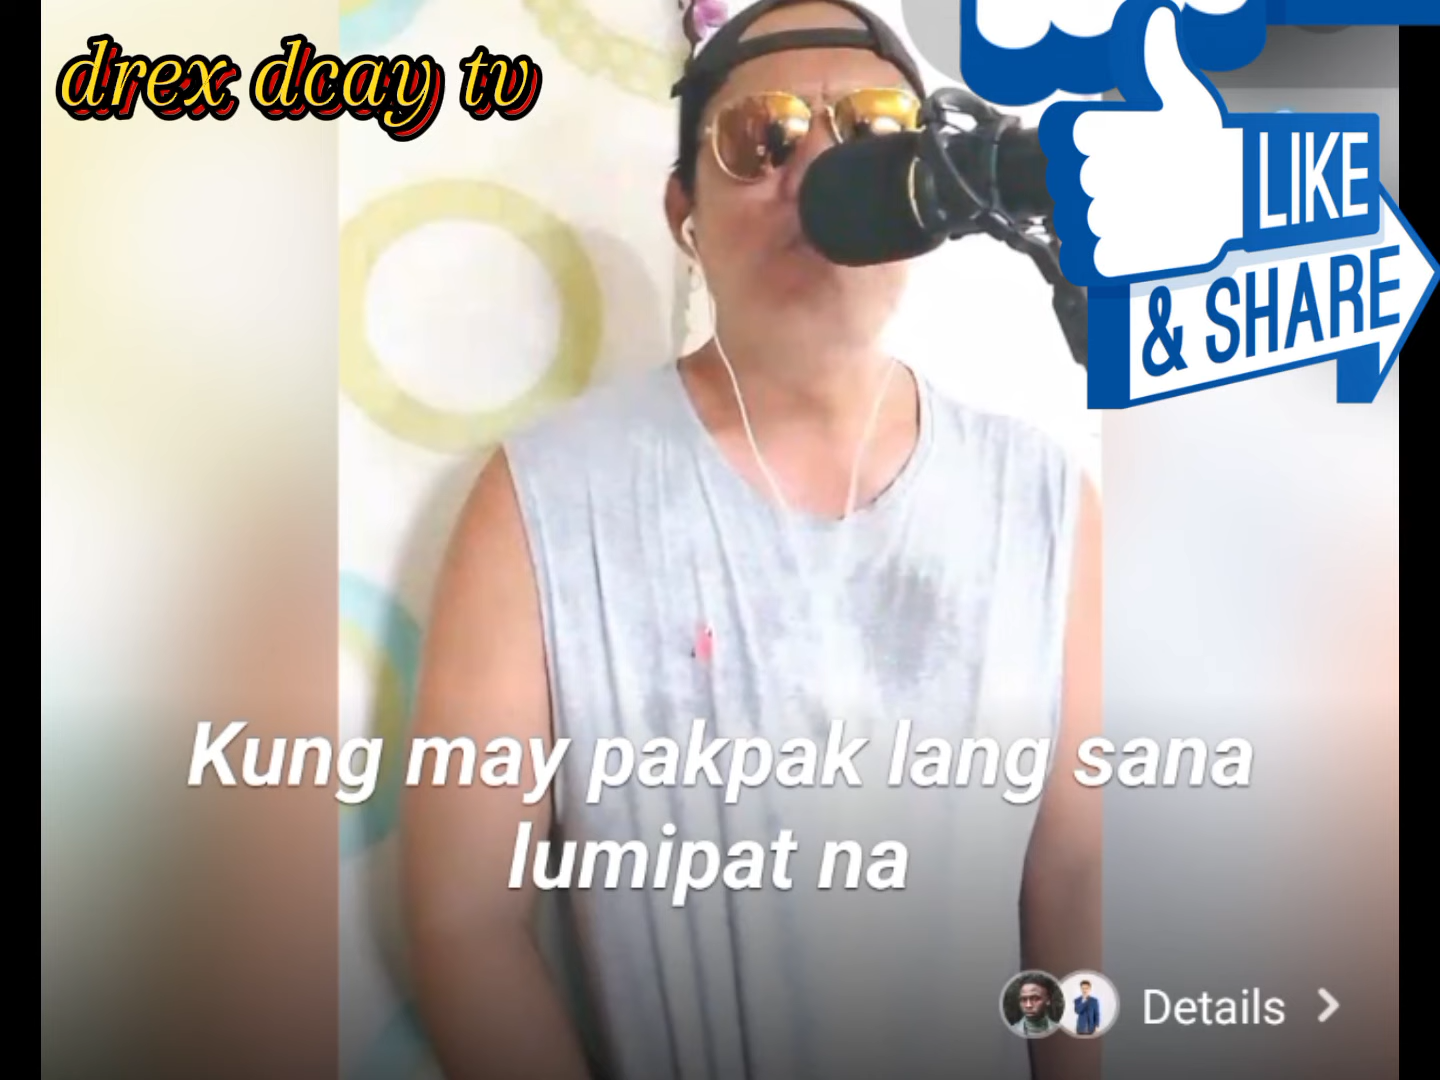 drex dcay tv
LIKE
& SHARE
Kung may pakpak lang sana
lumipat na
Details